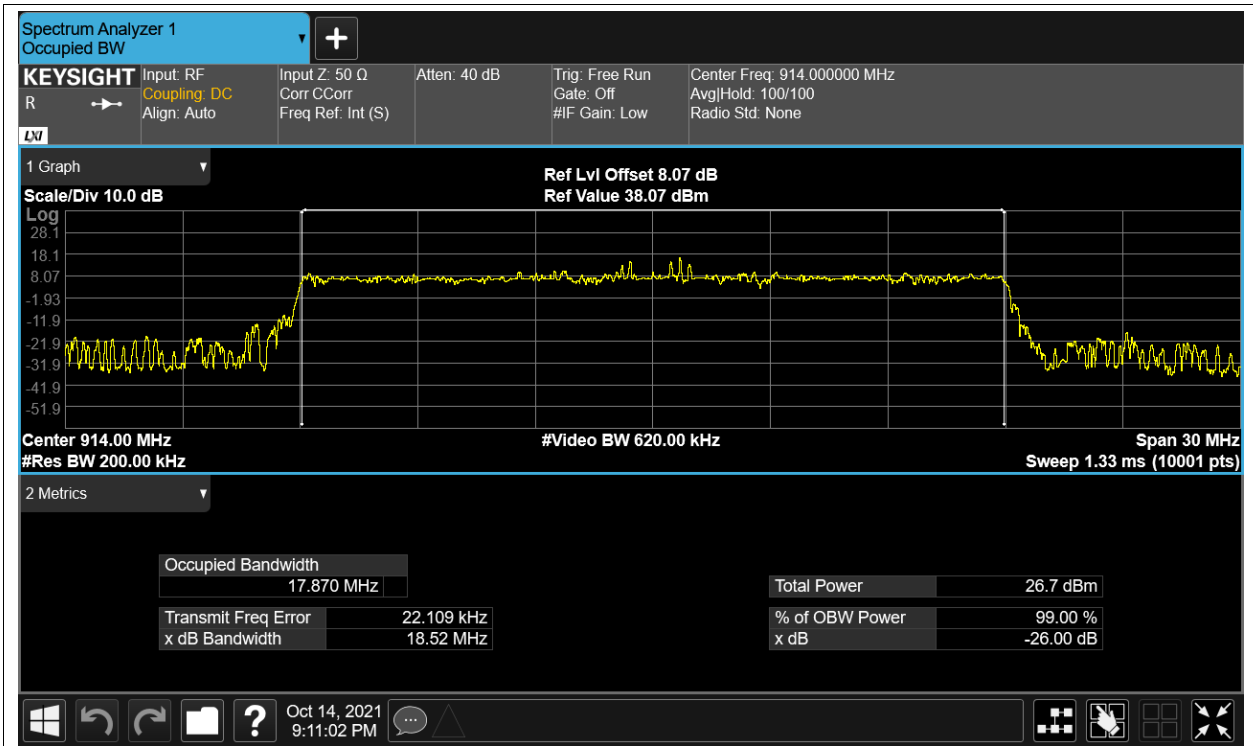 Spectrum Analyzer 1
Occupied BW
KEYSIGHT
R
LXI
Input: RF
Coupling: DC
Align: Auto
Input Z: 50 Ω
Corr CCorr
Freq Ref: Int (S)
Atten: 40 dB
Trig: Free Run
Gate: Off
#IF Gain: Low
Center Freq: 914.000000 MHz
Avg|Hold: 100/100
Radio Std: None
1 Graph
Scale/Div 10.0 dB
Ref Lvl Offset 8.07 dB
Ref Value 38.07 dBm
Log
28.1
18.1
8.07
-1.93
-11.9
-21.9
-31.9
-41.9
-51.9
Center 914.00 MHz
#Video BW 620.00 kHz
Span 30 MHz
#Res BW 200.00 kHz
Sweep 1.33 ms (10001 pts)
2 Metrics
Occupied Bandwidth
17.870 MHz
Total Power 26.7 dBm
Transmit Freq Error 22.109 kHz
% of OBW Power 99.00 %
x dB Bandwidth 18.52 MHz
x dB -26.00 dB
?
Oct 14, 2021
9:11:02 PM